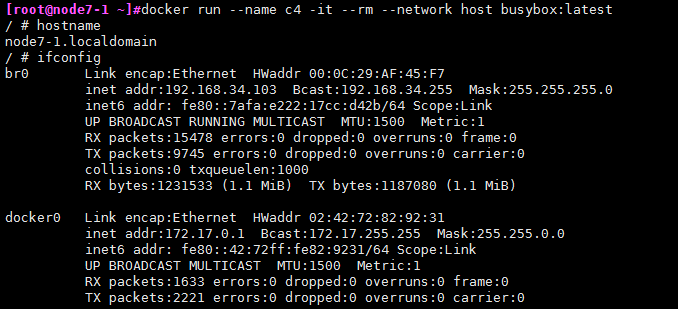 [root@node7-1 ~]#docker run --name c4 -it --rm --network host busybox:latest
/ # hostname
node7-1.localdomain
/ # ifconfig
br0       Link encap:Ethernet  HWaddr 00:0C:29:AF:45:F7
          inet addr:192.168.34.103  Bcast:192.168.34.255  Mask:255.255.255.0
          inet6 addr: fe80::7afa:e222:17cc:d42b/64 Scope:Link
          UP BROADCAST RUNNING MULTICAST  MTU:1500  Metric:1
          RX packets:15478 errors:0 dropped:0 overruns:0 frame:0
          TX packets:9745 errors:0 dropped:0 overruns:0 carrier:0
          collisions:0 txqueuelen:1000
          RX bytes:1231533 (1.1 MiB)  TX bytes:1187080 (1.1 MiB)

docker0   Link encap:Ethernet  HWaddr 02:42:72:82:92:31
          inet addr:172.17.0.1  Bcast:172.17.255.255  Mask:255.255.0.0
          inet6 addr: fe80::42:72ff:fe82:9231/64 Scope:Link
          UP BROADCAST MULTICAST  MTU:1500  Metric:1
          RX packets:1633 errors:0 dropped:0 overruns:0 frame:0
          TX packets:2221 errors:0 dropped:0 overruns:0 carrier:0